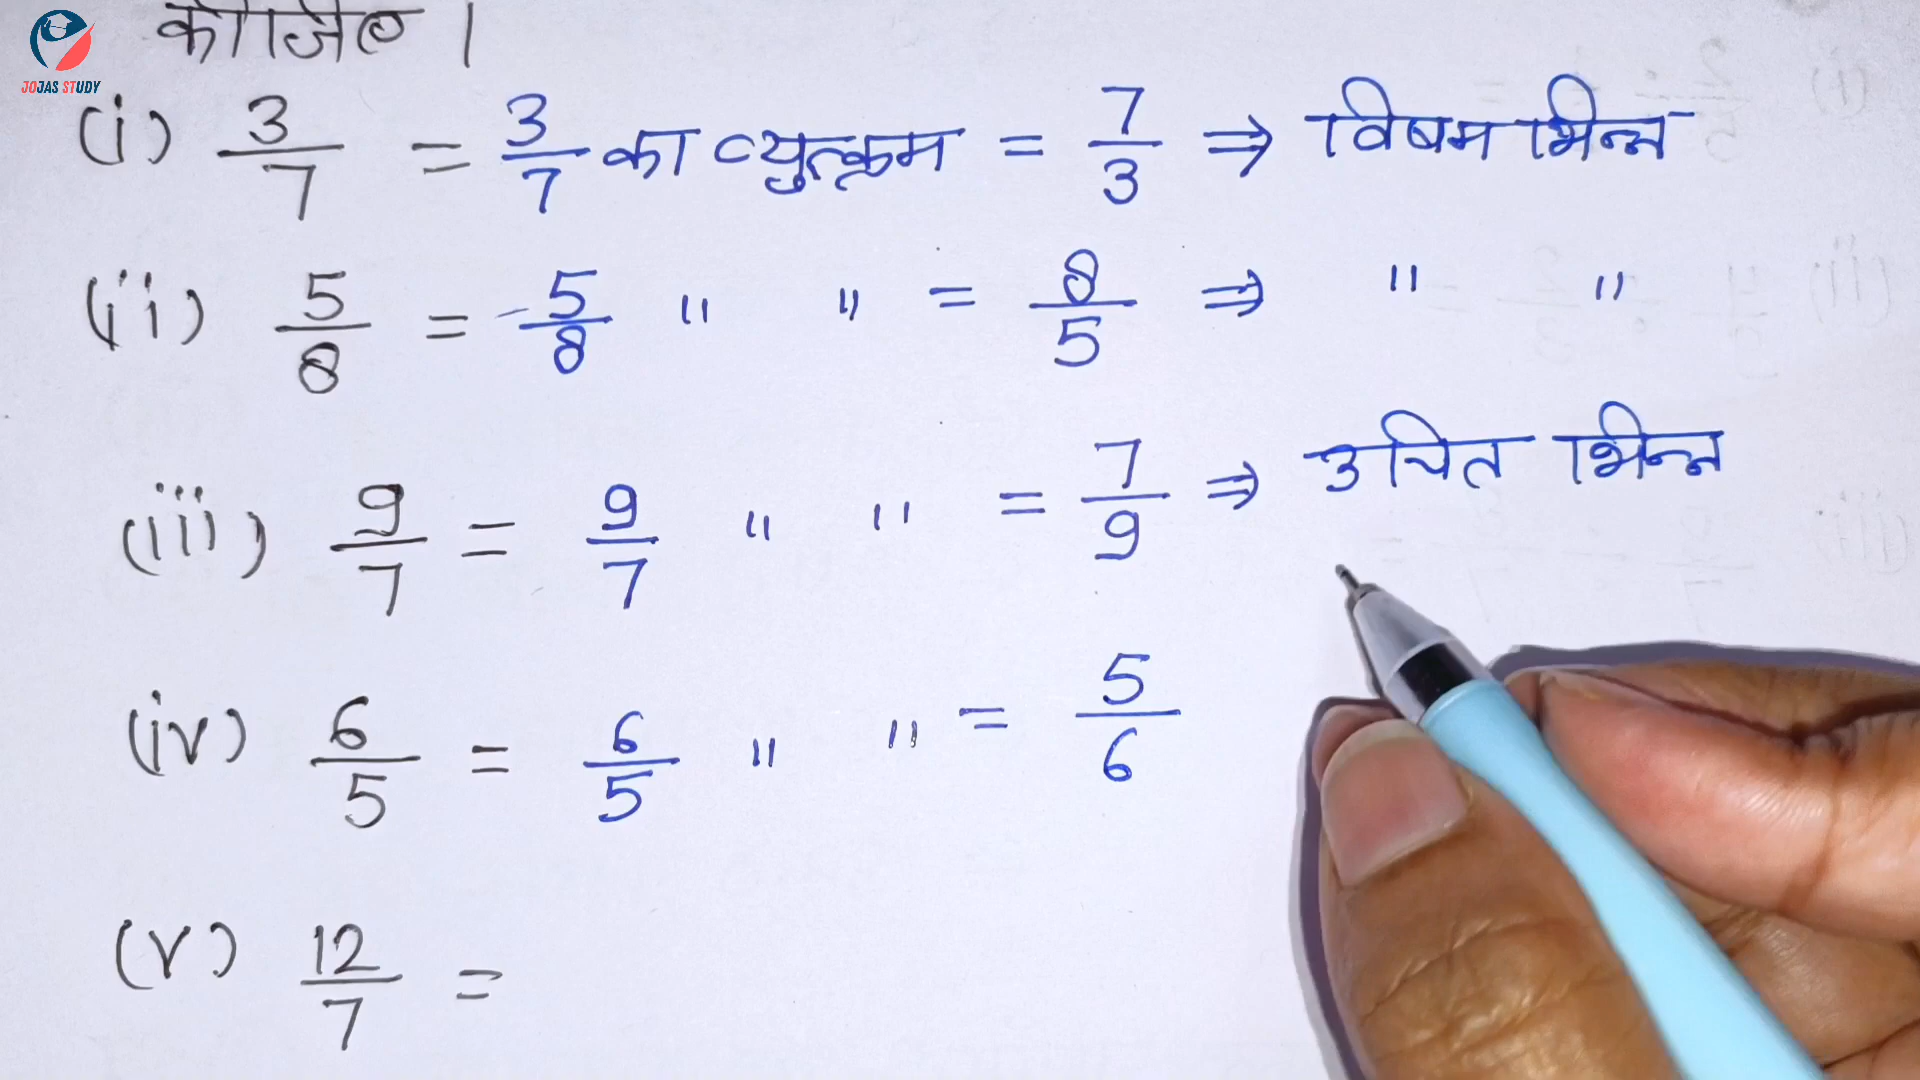 कीजिए ।
JOJAS STUDY
(i) 3/7 = 3/7 का व्युत्क्रम = 7/3 ⇒ विषम भिन्न
(ii) 5/8 = 5/8 " " = 8/5 ⇒ " "
(iii) 9/7 = 9/7 " " = 7/9 ⇒ उचित भिन्न
(iv) 6/5 = 6/5 " " = 5/6
(v) 12/7 =